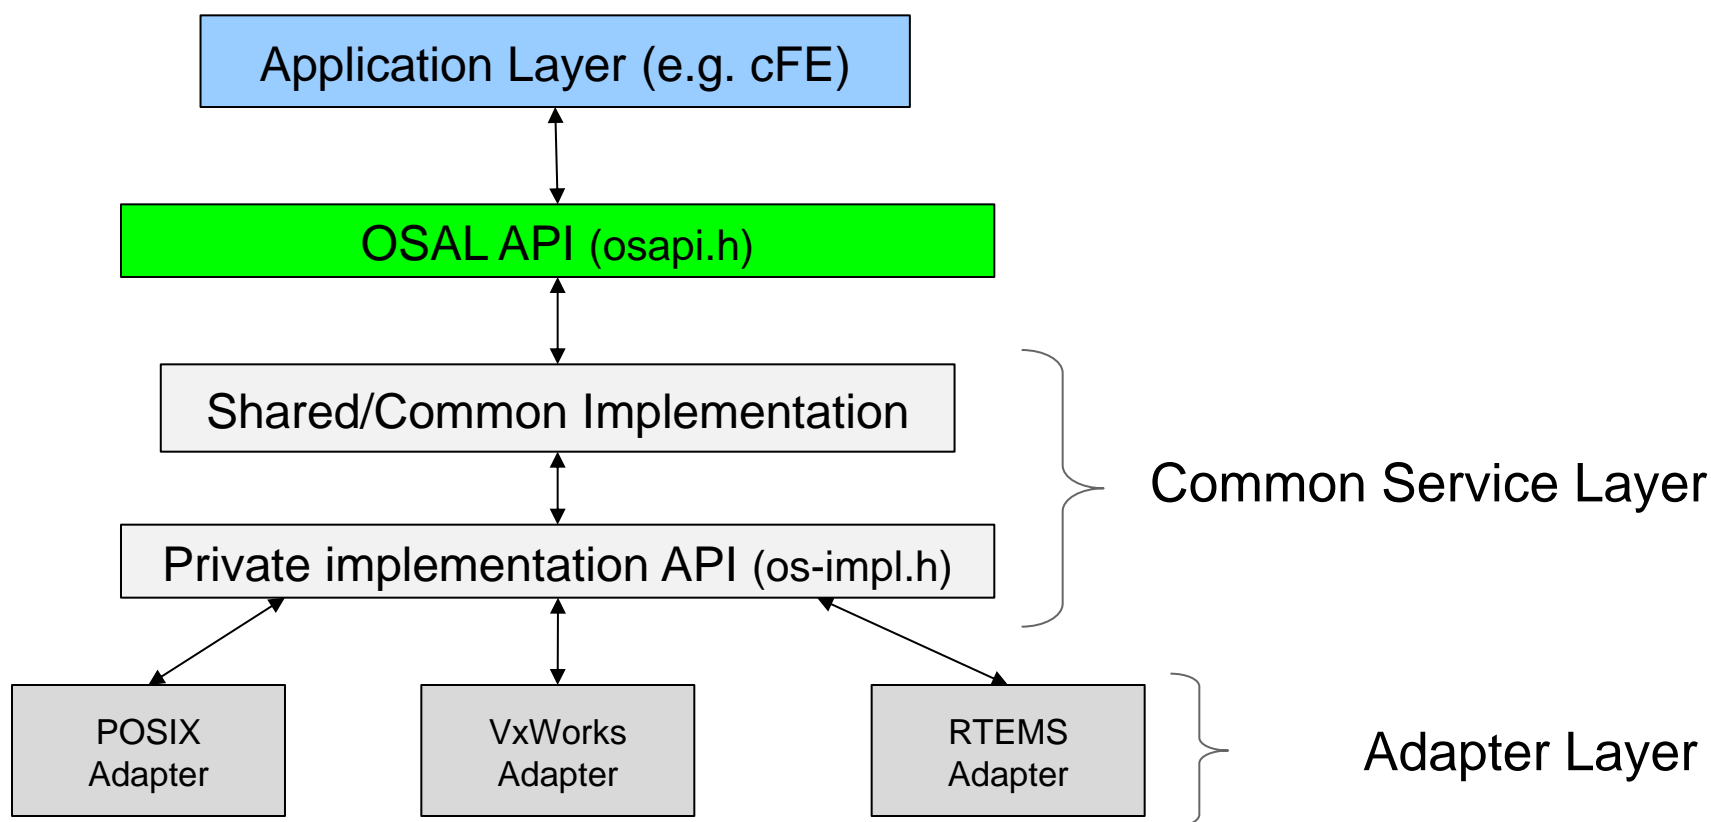 Application Layer (e.g. cFE)
OSAL API (osapi.h)
Shared/Common Implementation
Common Service Layer
Private implementation API (os-impl.h)
POSIX
Adapter
VxWorks
Adapter
RTEMS
Adapter
Adapter Layer